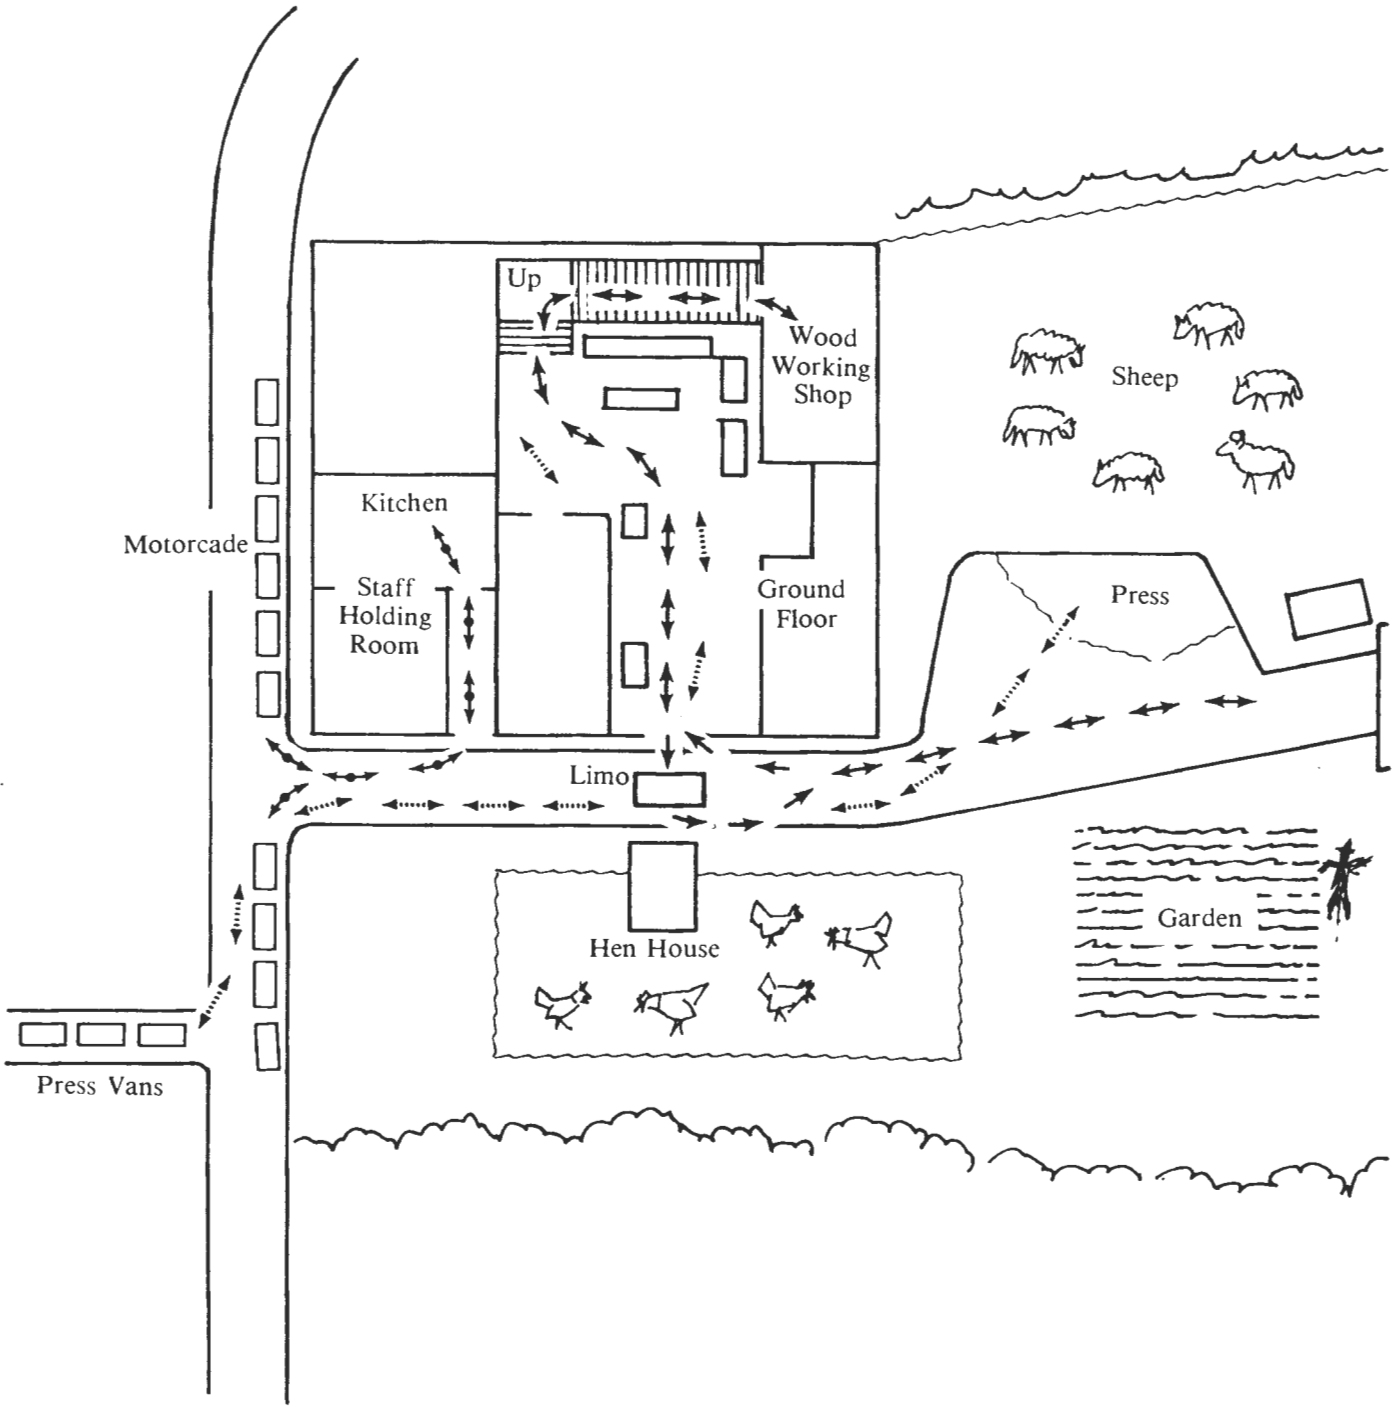 Up
Wood
Working
Shop
Sheep
Kitchen
Motorcade
Staff
Holding
Room
Ground
Floor
Press
Limo
Garden
Hen House
Press Vans